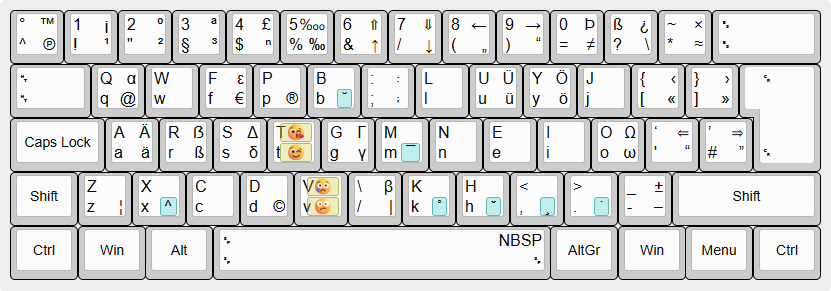 ° ™ 1 ¡ 2 º 3 ª 4 £ 5 ‱ 6 ⇑ 7 ⇓ 8 ← 9 → 0 Þ ß ¿ ~ ×
^ ℗ ! ¹ " ² § ³ $ ⁿ % ‰ & ↑ / ↓ ( „ ) “ = ≠ ? \ * ≈
Q α W F ε P B : : L U Ü Y Ö J { ‹ } ›
q @ w f € p ® b ˘ ; ; l u ü y ö j [ « ] »
Caps Lock A Ä R ẞ S Δ T G Γ M N E I O Ω ‘ ⇐ ’ ⇒
a ä r ß s δ t g γ m ¯ n e i o ω ' “ # ”
Shift Z X C D V \ β K H < > _ ± Shift
z ¦ x ^ c d © v / | k ˚ h ˇ , ¸ . ˙ - –
NBSP
Ctrl Win Alt AltGr Win Menu Ctrl